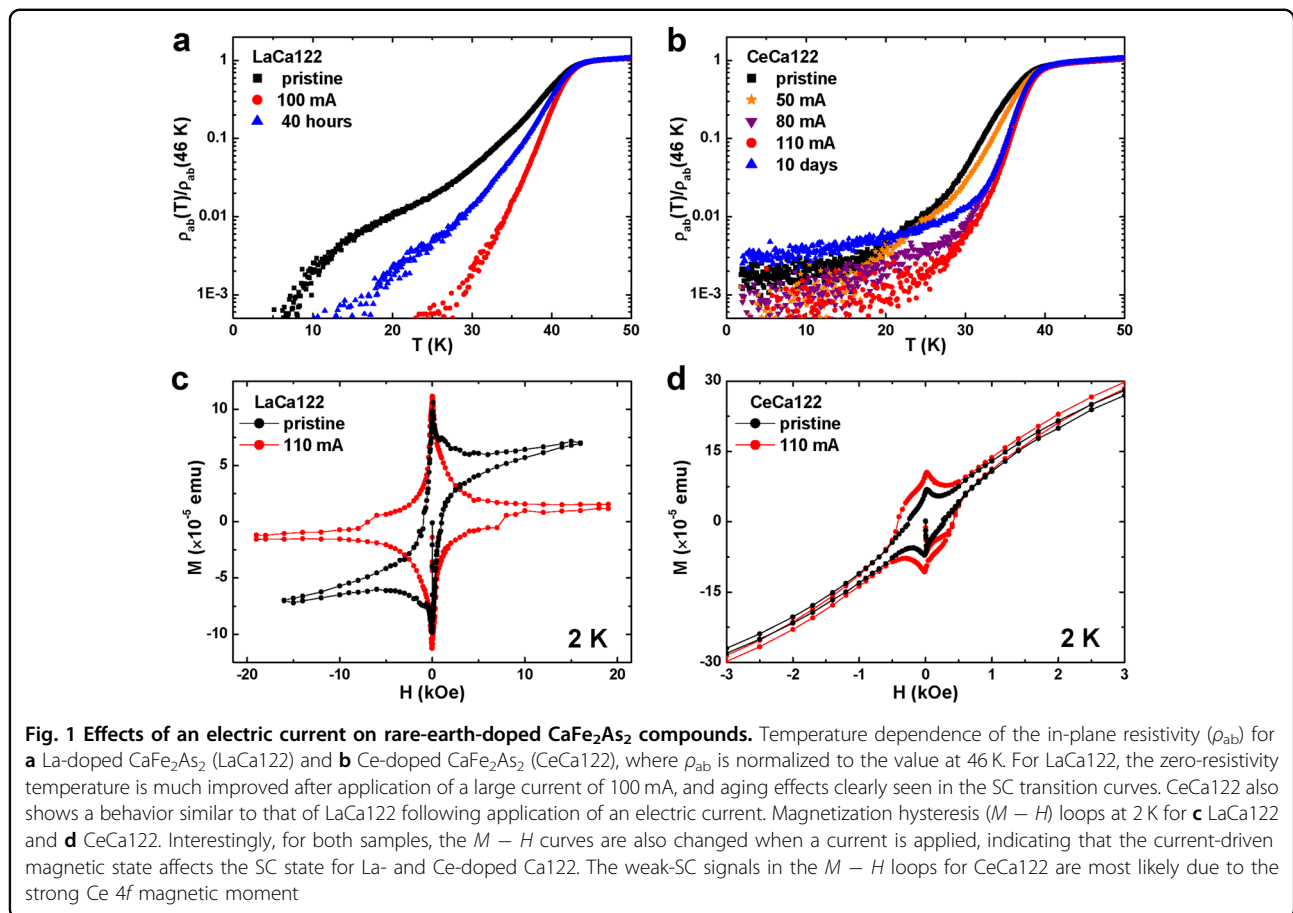 a
LaCa122
pristine
100 mA
40 hours
ρab(T)/ρab(46 K)
1
0.1
0.01
1E-3
0 10 20 30 40 50
T (K)
b
CeCa122
pristine
50 mA
80 mA
110 mA
10 days
ρab(T)/ρab(46 K)
1
0.1
0.01
1E-3
0 10 20 30 40 50
T (K)
c
LaCa122
pristine
110 mA
M (×10⁻⁵ emu)
10
5
0
-5
-10
2 K
-20 -10 0 10 20
H (kOe)
d
CeCa122
pristine
110 mA
M (×10⁻⁵ emu)
30
15
0
-15
-30
2 K
-3 -2 -1 0 1 2 3
H (kOe)
Fig. 1 Effects of an electric current on rare-earth-doped CaFe₂As₂ compounds. Temperature dependence of the in-plane resistivity (ρab) for
a La-doped CaFe₂As₂ (LaCa122) and b Ce-doped CaFe₂As₂ (CeCa122), where ρab is normalized to the value at 46 K. For LaCa122, the zero-resistivity
temperature is much improved after application of a large current of 100 mA, and aging effects clearly seen in the SC transition curves. CeCa122 also
shows a behavior similar to that of LaCa122 following application of an electric current. Magnetization hysteresis (M − H) loops at 2 K for c LaCa122
and d CeCa122. Interestingly, for both samples, the M − H curves are also changed when a current is applied, indicating that the current-driven
magnetic state affects the SC state for La- and Ce-doped Ca122. The weak-SC signals in the M − H loops for CeCa122 are most likely due to the
strong Ce 4f magnetic moment